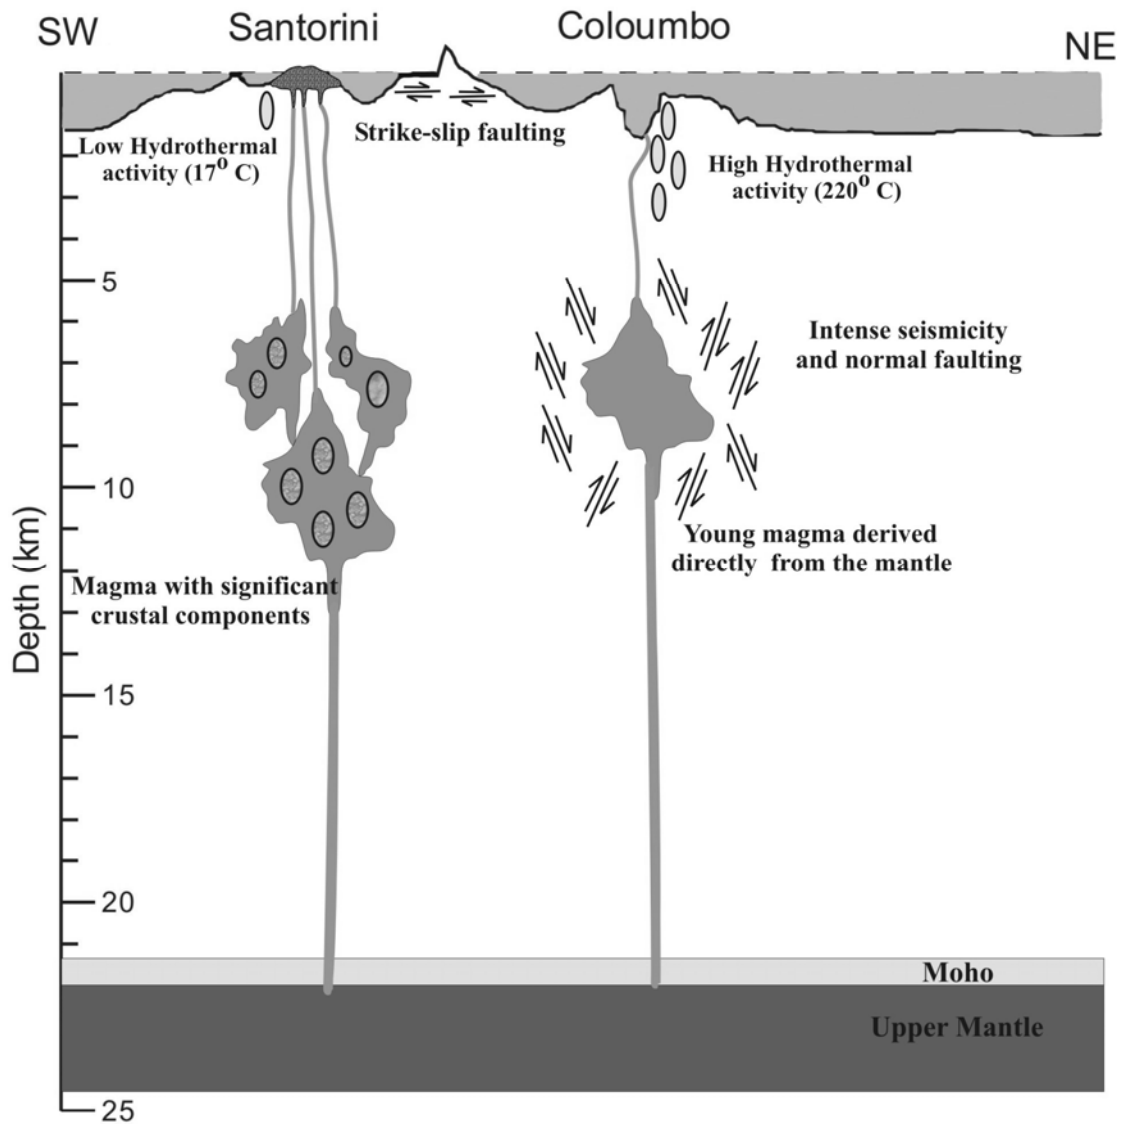 SW
Santorini
Coloumbo
NE
Low Hydrothermal
activity (17⁰ C)
Strike-slip faulting
High Hydrothermal
activity (220⁰ C)
5
Intense seismicity
and normal faulting
10
Depth (km)
Young magma derived
directly from the mantle
Magma with significant
crustal components
15
20
Moho
Upper Mantle
25